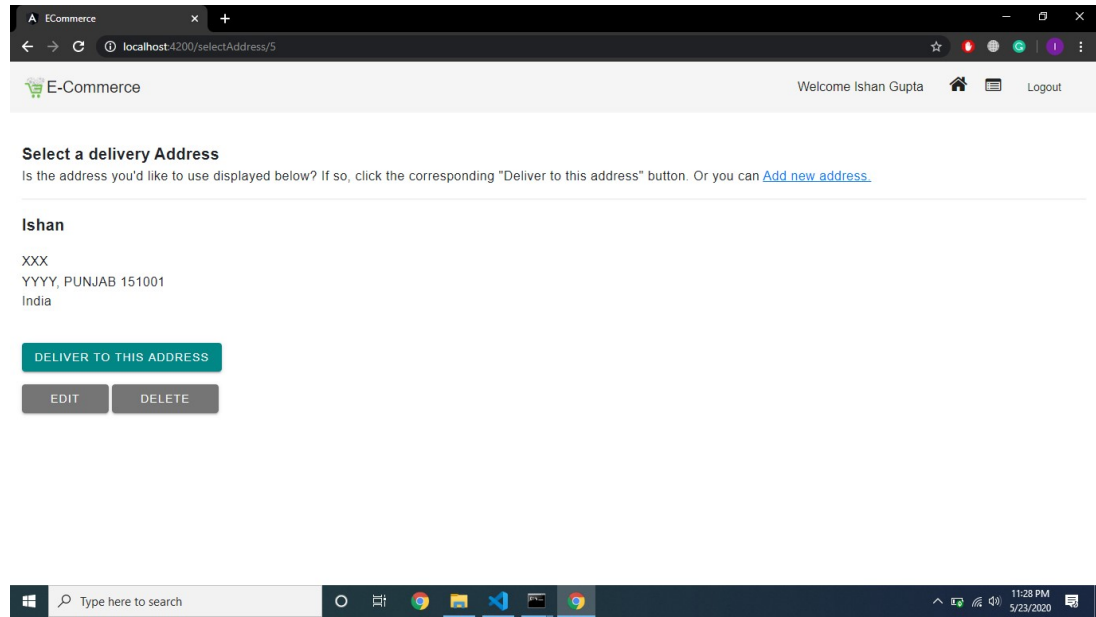 ECommerce
localhost:4200/selectAddress/5
E-Commerce
Welcome Ishan Gupta
Logout
Select a delivery Address
Is the address you'd like to use displayed below? If so, click the corresponding "Deliver to this address" button. Or you can Add new address.
Ishan
XXX
YYYY, PUNJAB 151001
India
DELIVER TO THIS ADDRESS
EDIT DELETE
Type here to search
11:28 PM
5/23/2020